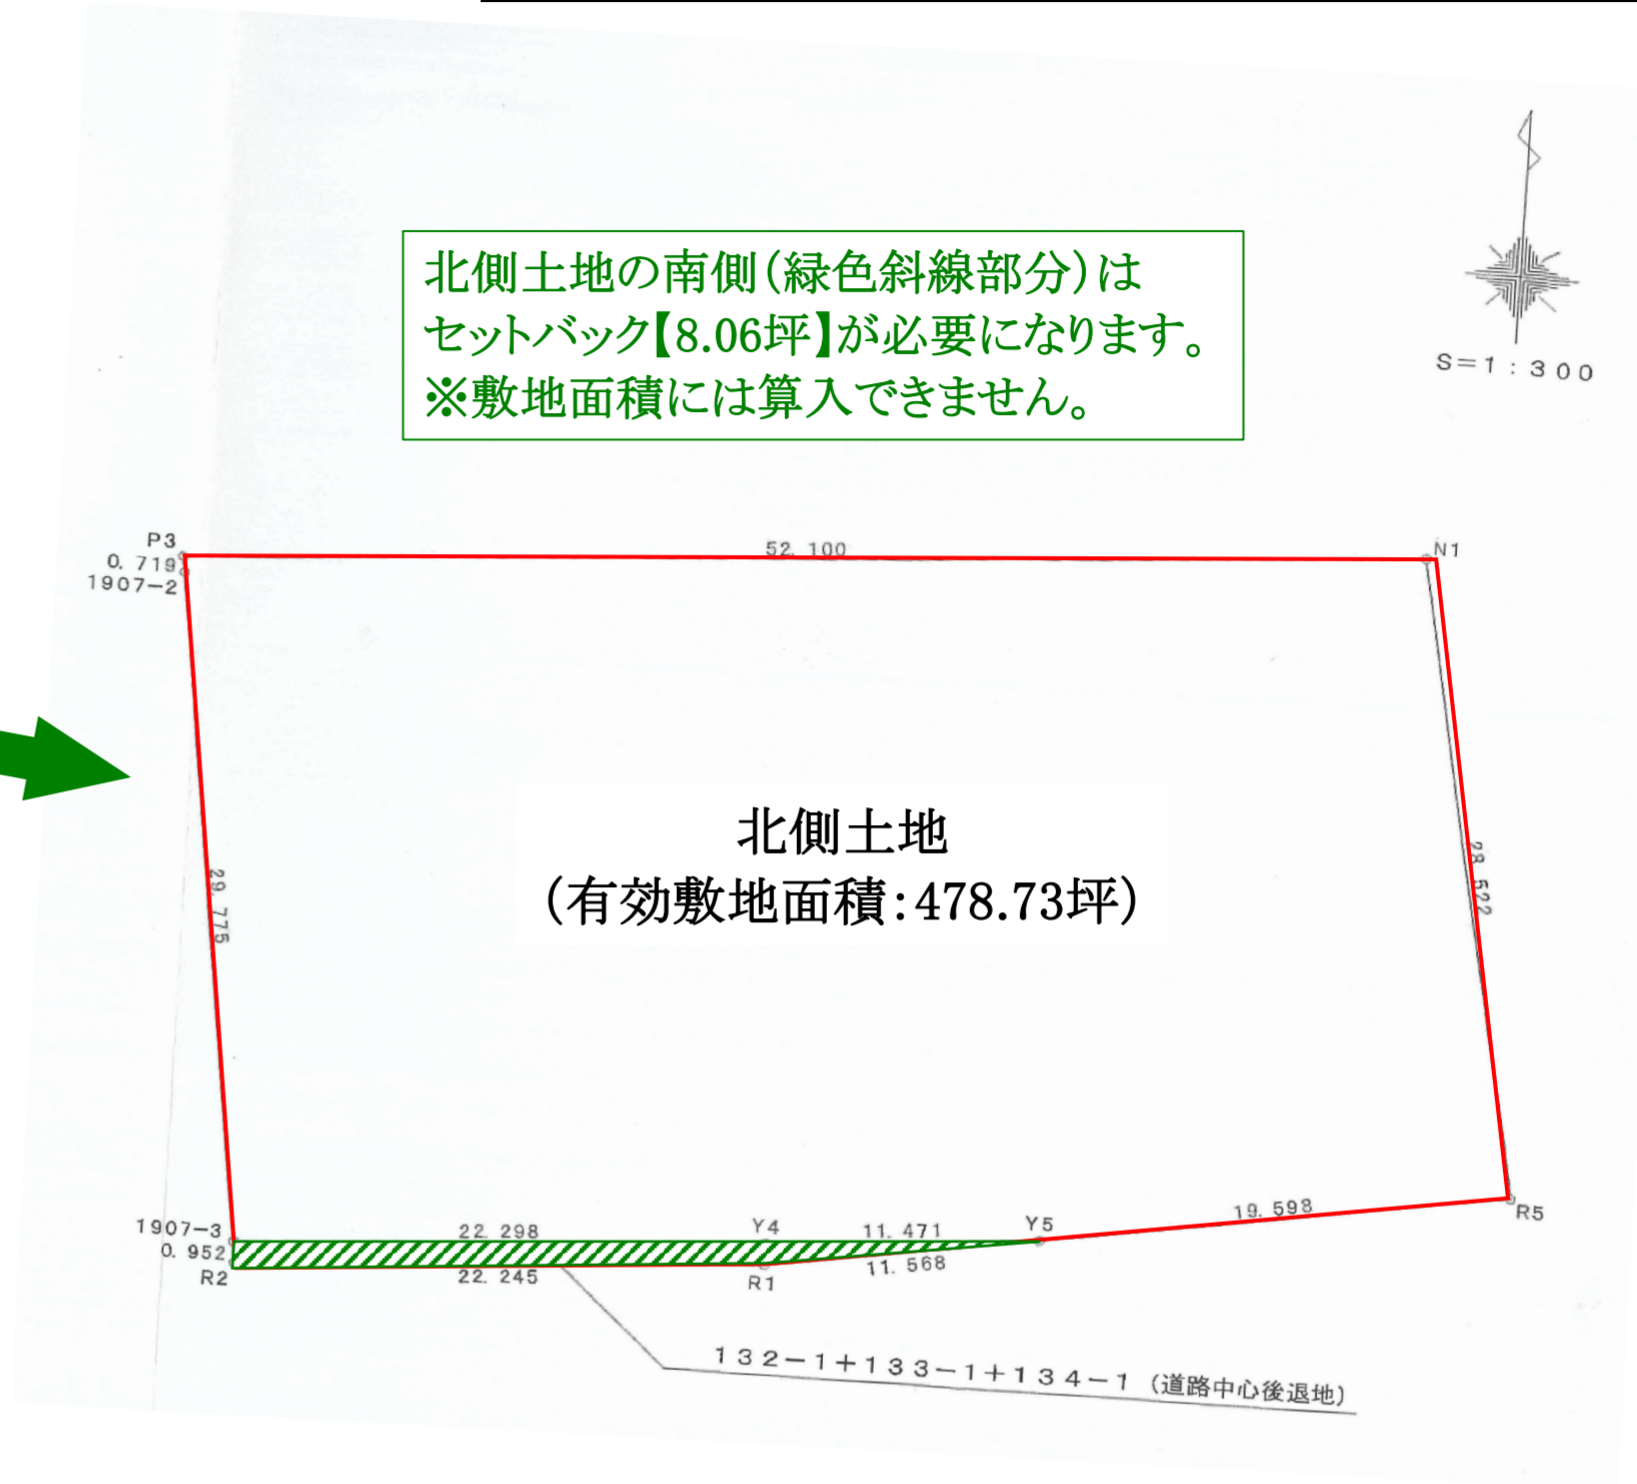 北側土地の南側(緑色斜線部分)は
セットバック【8.06坪】が必要になります。
※敷地面積には算入できません。
S=1:300
P3
0.719
1907-2
52.100
N1
29.775
28.522
北側土地
(有効敷地面積:478.73坪)
1907-3
0.952
R2
22.298
Y4
11.471
Y5
19.598
R5
22.245
R1
11.568
132-1+133-1+134-1(道路中心後退地)